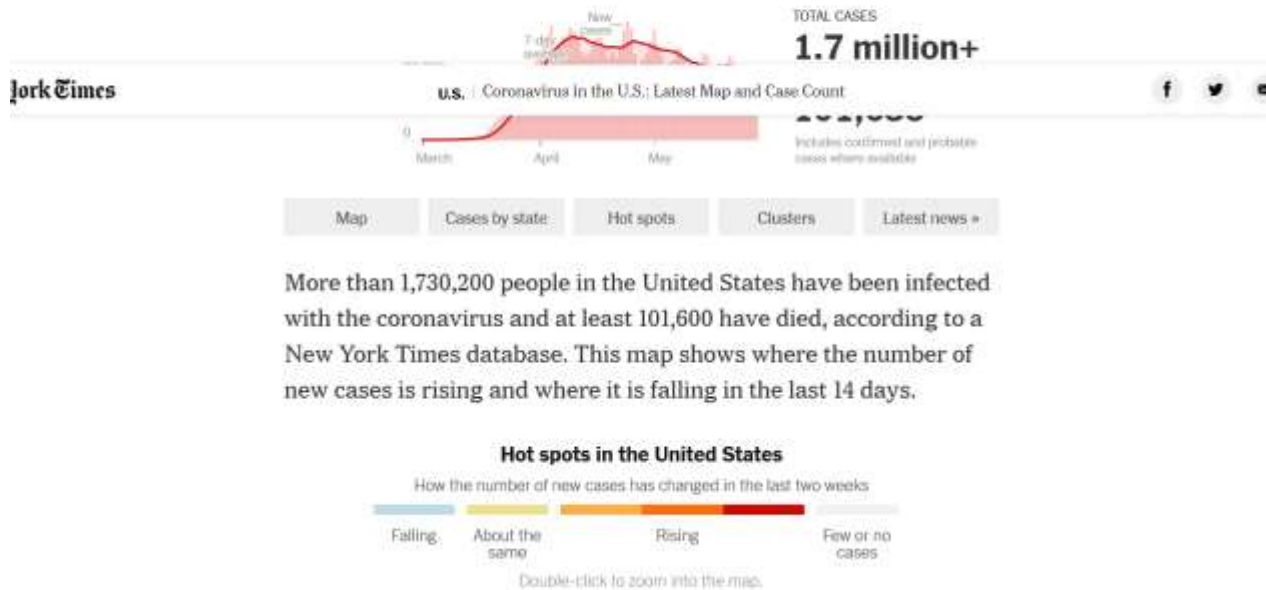 New
cases
TOTAL CASES
7-day
1.7 million+
York Times
U.S. | Coronavirus in the U.S.: Latest Map and Case Count
0
March April May
Includes confirmed and probable
cases where available
Map Cases by state Hot spots Clusters Latest news »
More than 1,730,200 people in the United States have been infected
with the coronavirus and at least 101,600 have died, according to a
New York Times database. This map shows where the number of
new cases is rising and where it is falling in the last 14 days.
Hot spots in the United States
How the number of new cases has changed in the last two weeks
Falling
About the
same
Rising
Few or no
cases
Double-click to zoom into the map.